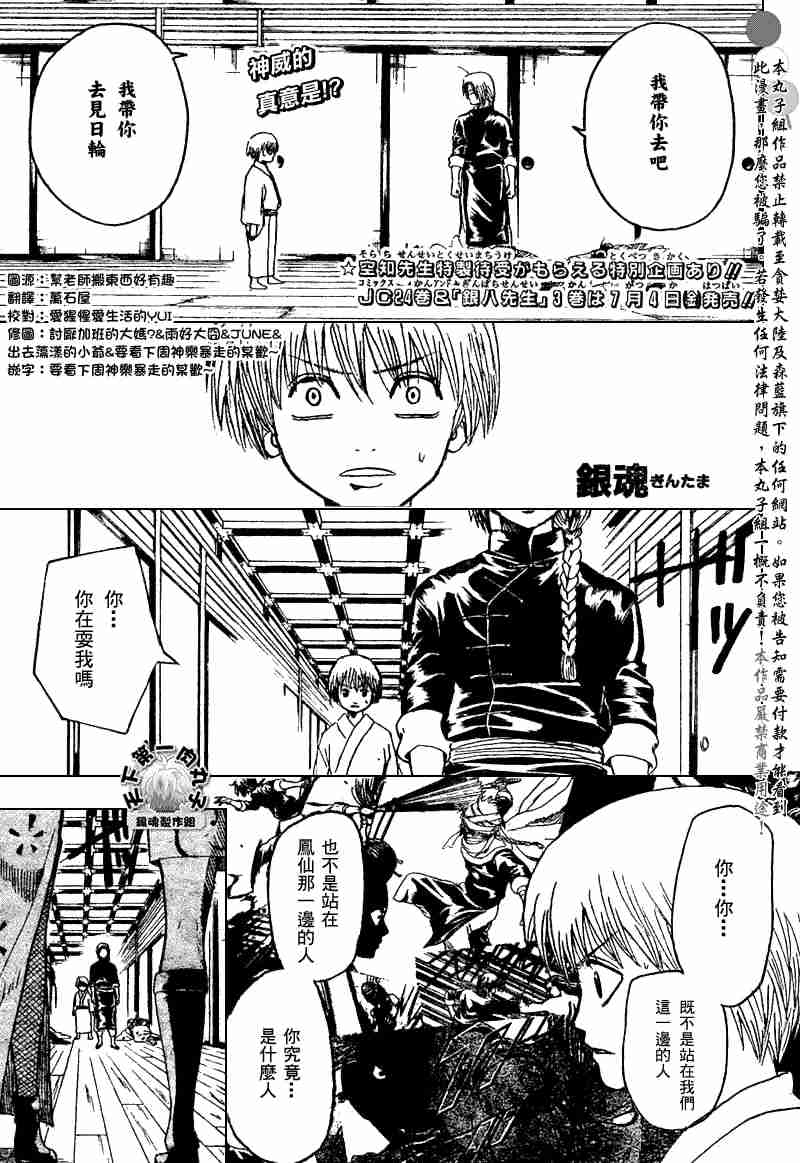 我帶你去吧
神威的
真意是!?
我帶你
去見日輪
☆空知先生特製待受がもらえる特別企画あり!!
JC24巻と「銀八先生」3巻は7月4日(金)発売!!
圖源：幫老師搬東西好有趣
翻譯：萬石屋
校對：愛猩猩愛生活的YUI
修圖：討厭加班的大媽?&雨好大囧&JUNE&
出去蕩漾的小爺&要看下周神樂暴走的某歡~
嵌字：要看下周神樂暴走的某歡~
銀魂ぎんたま
你…
你在耍我嗎
天下第一肉丸子
銀魂製作組
你…你…
既不是站在我們
這一邊的人
也不是站在
鳳仙那一邊的人
你究竟…
是什麼人
本丸子組作品禁止轉載至貪婪大陸及森藍旗下的任何網站。如果您被告知需要付款才能看到
此漫畫，那麼您被騙了。若發生任何法律問題，本丸子組一概不負責！本作品嚴禁商業用途！